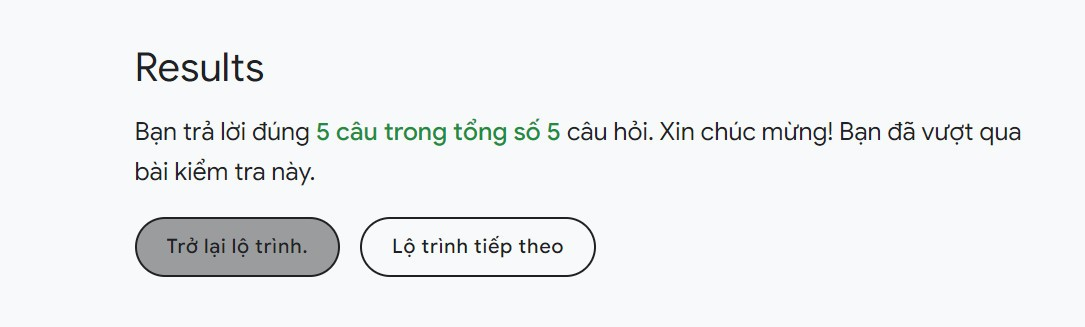 Results
Bạn trả lời đúng 5 câu trong tổng số 5 câu hỏi. Xin chúc mừng! Bạn đã vượt qua
bài kiểm tra này.
Trở lại lộ trình.
Lộ trình tiếp theo